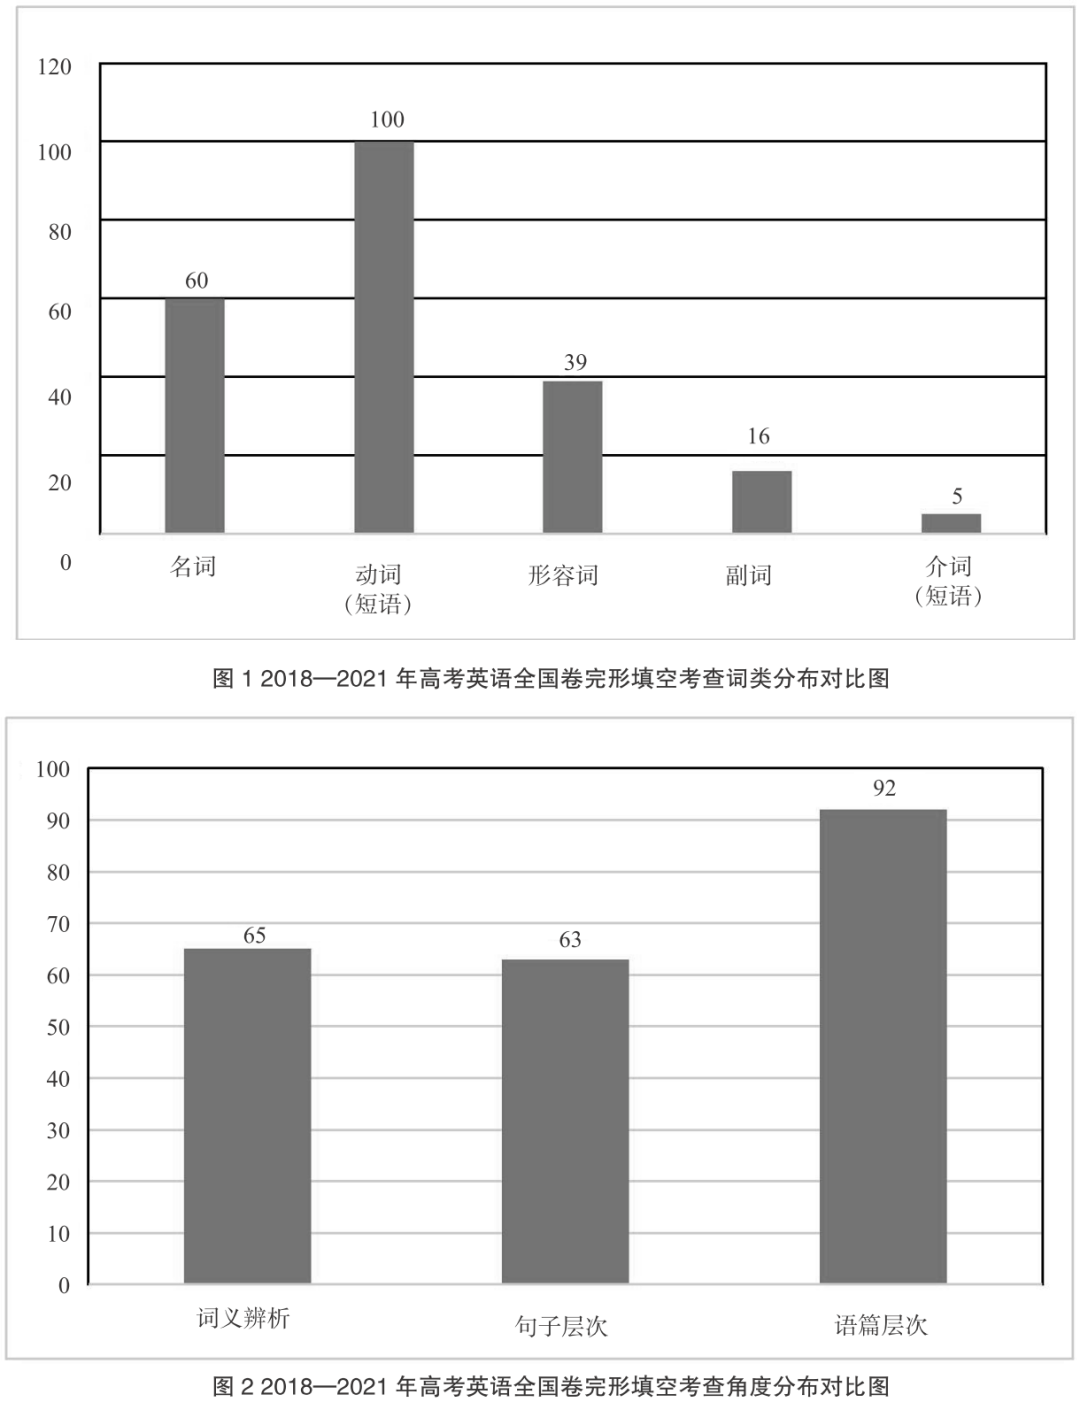 120
100
80
60
40
20
0
100
60
39
16
5
名词
动词
(短语)
形容词
副词
介词
(短语)
图 1 2018—2021 年高考英语全国卷完形填空考查词类分布对比图
100
90
80
70
60
50
40
30
20
10
0
92
65
63
词义辨析
句子层次
语篇层次
图 2 2018—2021 年高考英语全国卷完形填空考查角度分布对比图